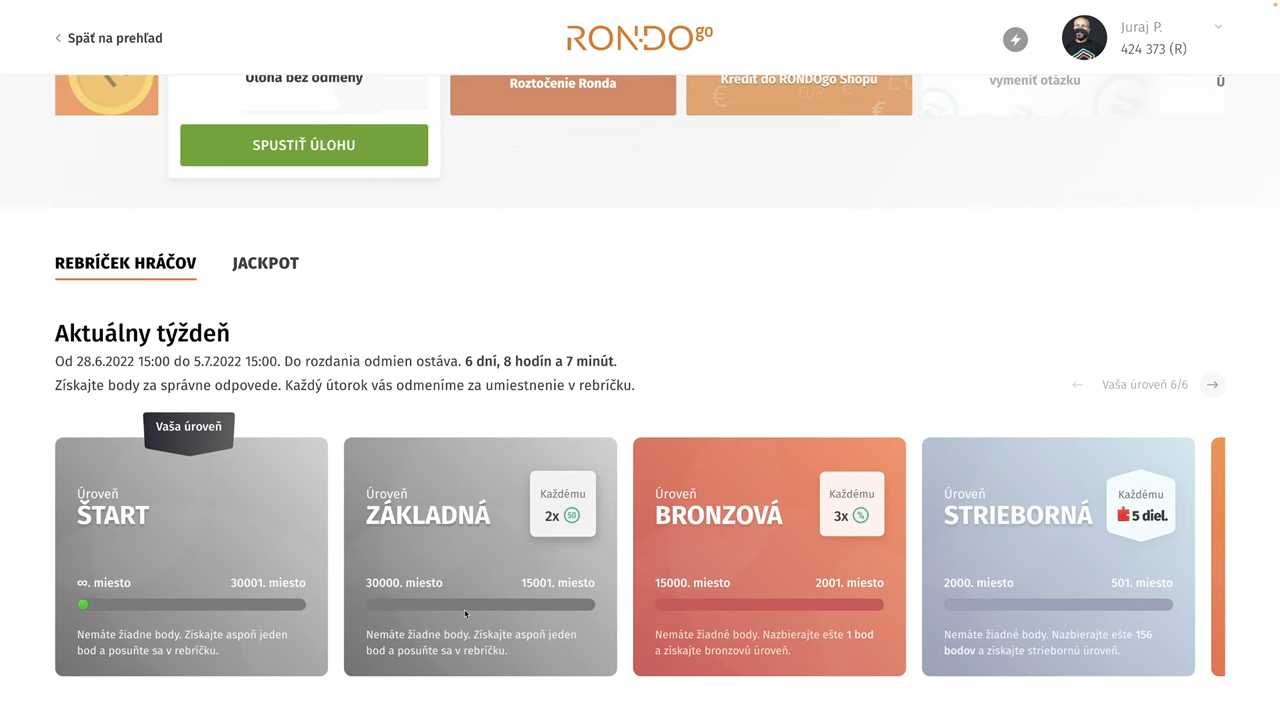 Späť na prehľad
RONDO go
Juraj P.
424 373 (R)
Úloha bez odmeny
Roztočenie Ronda
Kredit do RONDOgo Shopu
EUR
vymeniť otázku
Ú
SPUSTIŤ ÚLOHU
REBRÍČEK HRÁČOV
JACKPOT
Aktuálny týždeň
Od 28.6.2022 15:00 do 5.7.2022 15:00. Do rozdania odmien ostáva. 6 dní, 8 hodín a 7 minút.
Získajte body za správne odpovede. Každý útorok vás odmeníme za umiestnenie v rebríčku.
Vaša úroveň 6/6
Vaša úroveň
Úroveň
ŠTART
∞. miesto
30001. miesto
Nemáte žiadne body. Získajte aspoň jeden
bod a posuňte sa v rebríčku.
Úroveň
ZÁKLADNÁ
Každému
2x 50
30000. miesto
15001. miesto
Nemáte žiadne body. Získajte aspoň jeden
bod a posuňte sa v rebríčku.
Úroveň
BRONZOVÁ
Každému
3x %
15000. miesto
2001. miesto
Nemáte žiadné body. Nazbierajte ešte 1 bod
a získajte bronzovú úroveň.
Úroveň
STRIEBORNÁ
Každému
5 diel.
2000. miesto
501. miesto
Nemáte žiadné body. Nazbierajte ešte 156
bodov a získajte striebornú úroveň.